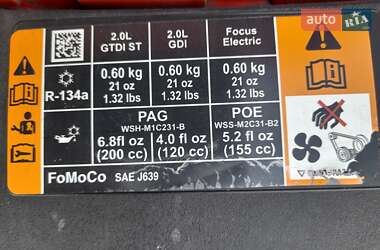 auto RIA
2.0L GTDI ST
2.0L GDI
Focus Electric
R-134a
0.60 kg 21 oz 1.32 lbs
0.60 kg 21 oz 1.32 lbs
0.60 kg 21 oz 1.32 lbs
PAG
WSH-M1C231-B
POE
WSS-M2C31-B2
6.8fl oz (200 cc)
4.0 fl oz (120 cc)
5.2 fl oz (155 cc)
FoMoCo SAE J639